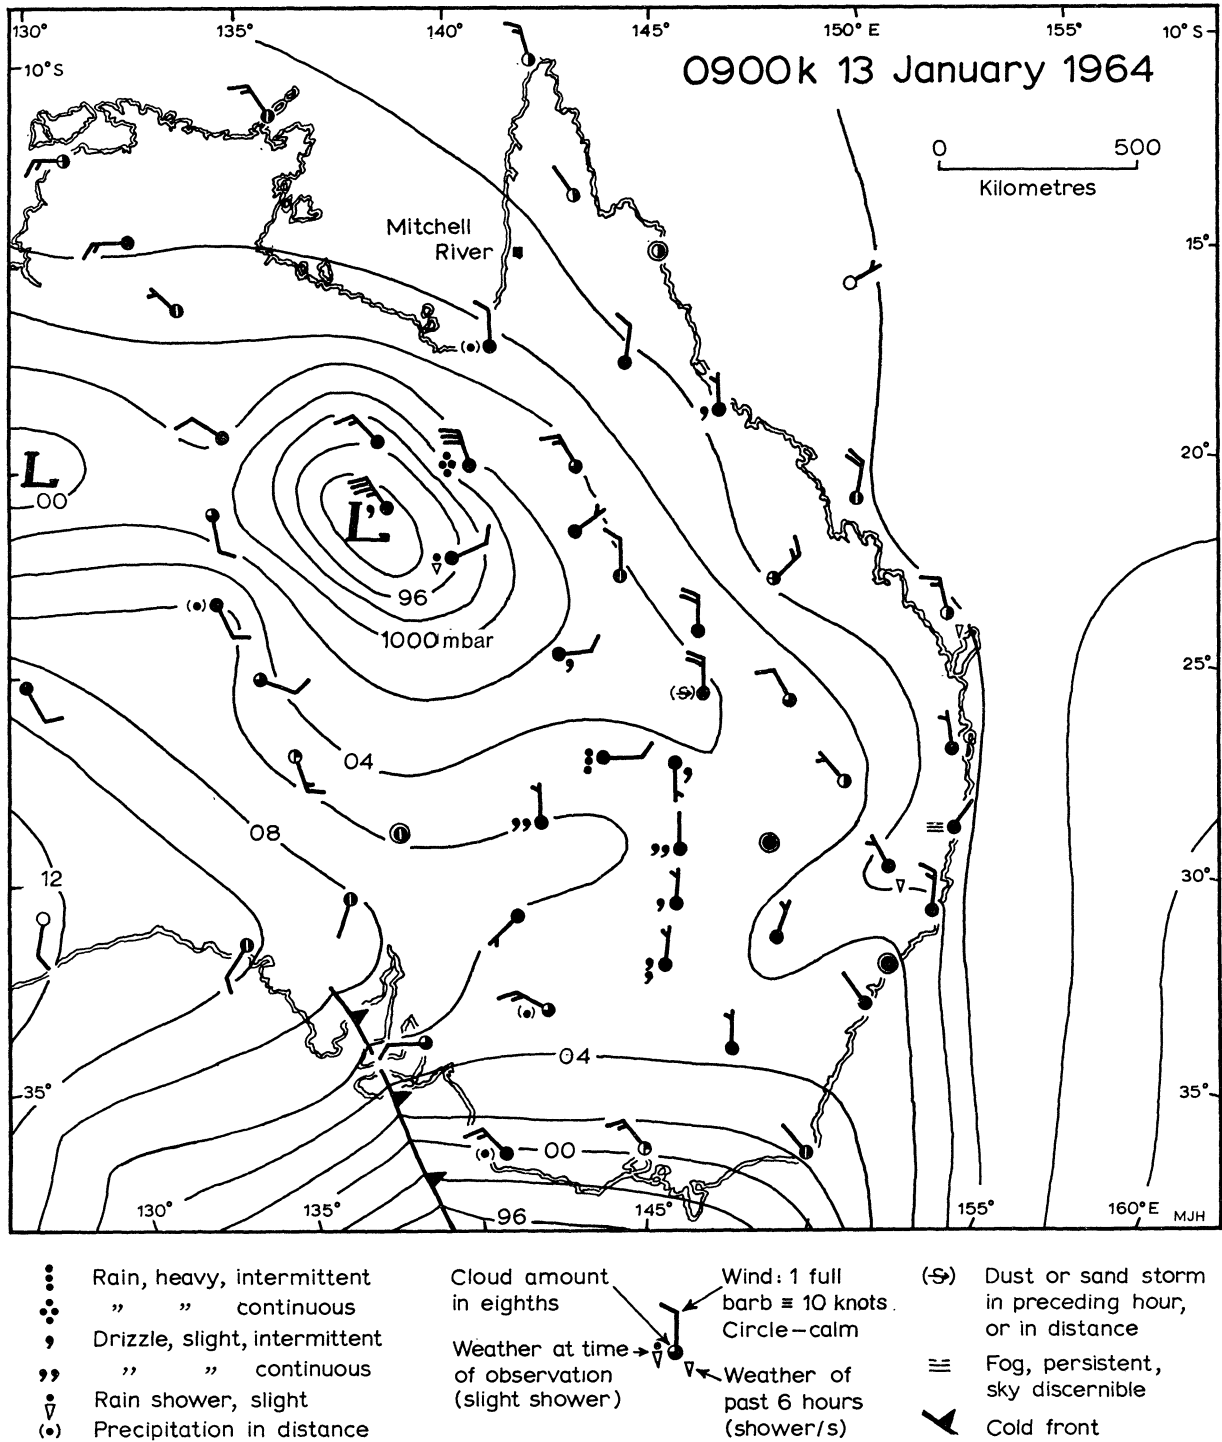 130° 135° 140° 145° 150° E 155° 10° S
10° S
0900k 13 January 1964
0 500
Kilometres
Mitchell
River
15°
20°
L
00
L
96
1000 mbar
25°
04
08
12
30°
04
35° 35°
00
96
130° 135° 145° 155° 160°E
MJH
Rain, heavy, intermittent
" " continuous
Drizzle, slight, intermittent
" " continuous
Rain shower, slight
Precipitation in distance
Cloud amount
in eighths
Weather at time
of observation
(slight shower)
Wind: 1 full
barb ≡ 10 knots.
Circle – calm
Weather of
past 6 hours
(shower/s)
(S) Dust or sand storm
in preceding hour,
or in distance
Fog, persistent,
sky discernible
Cold front